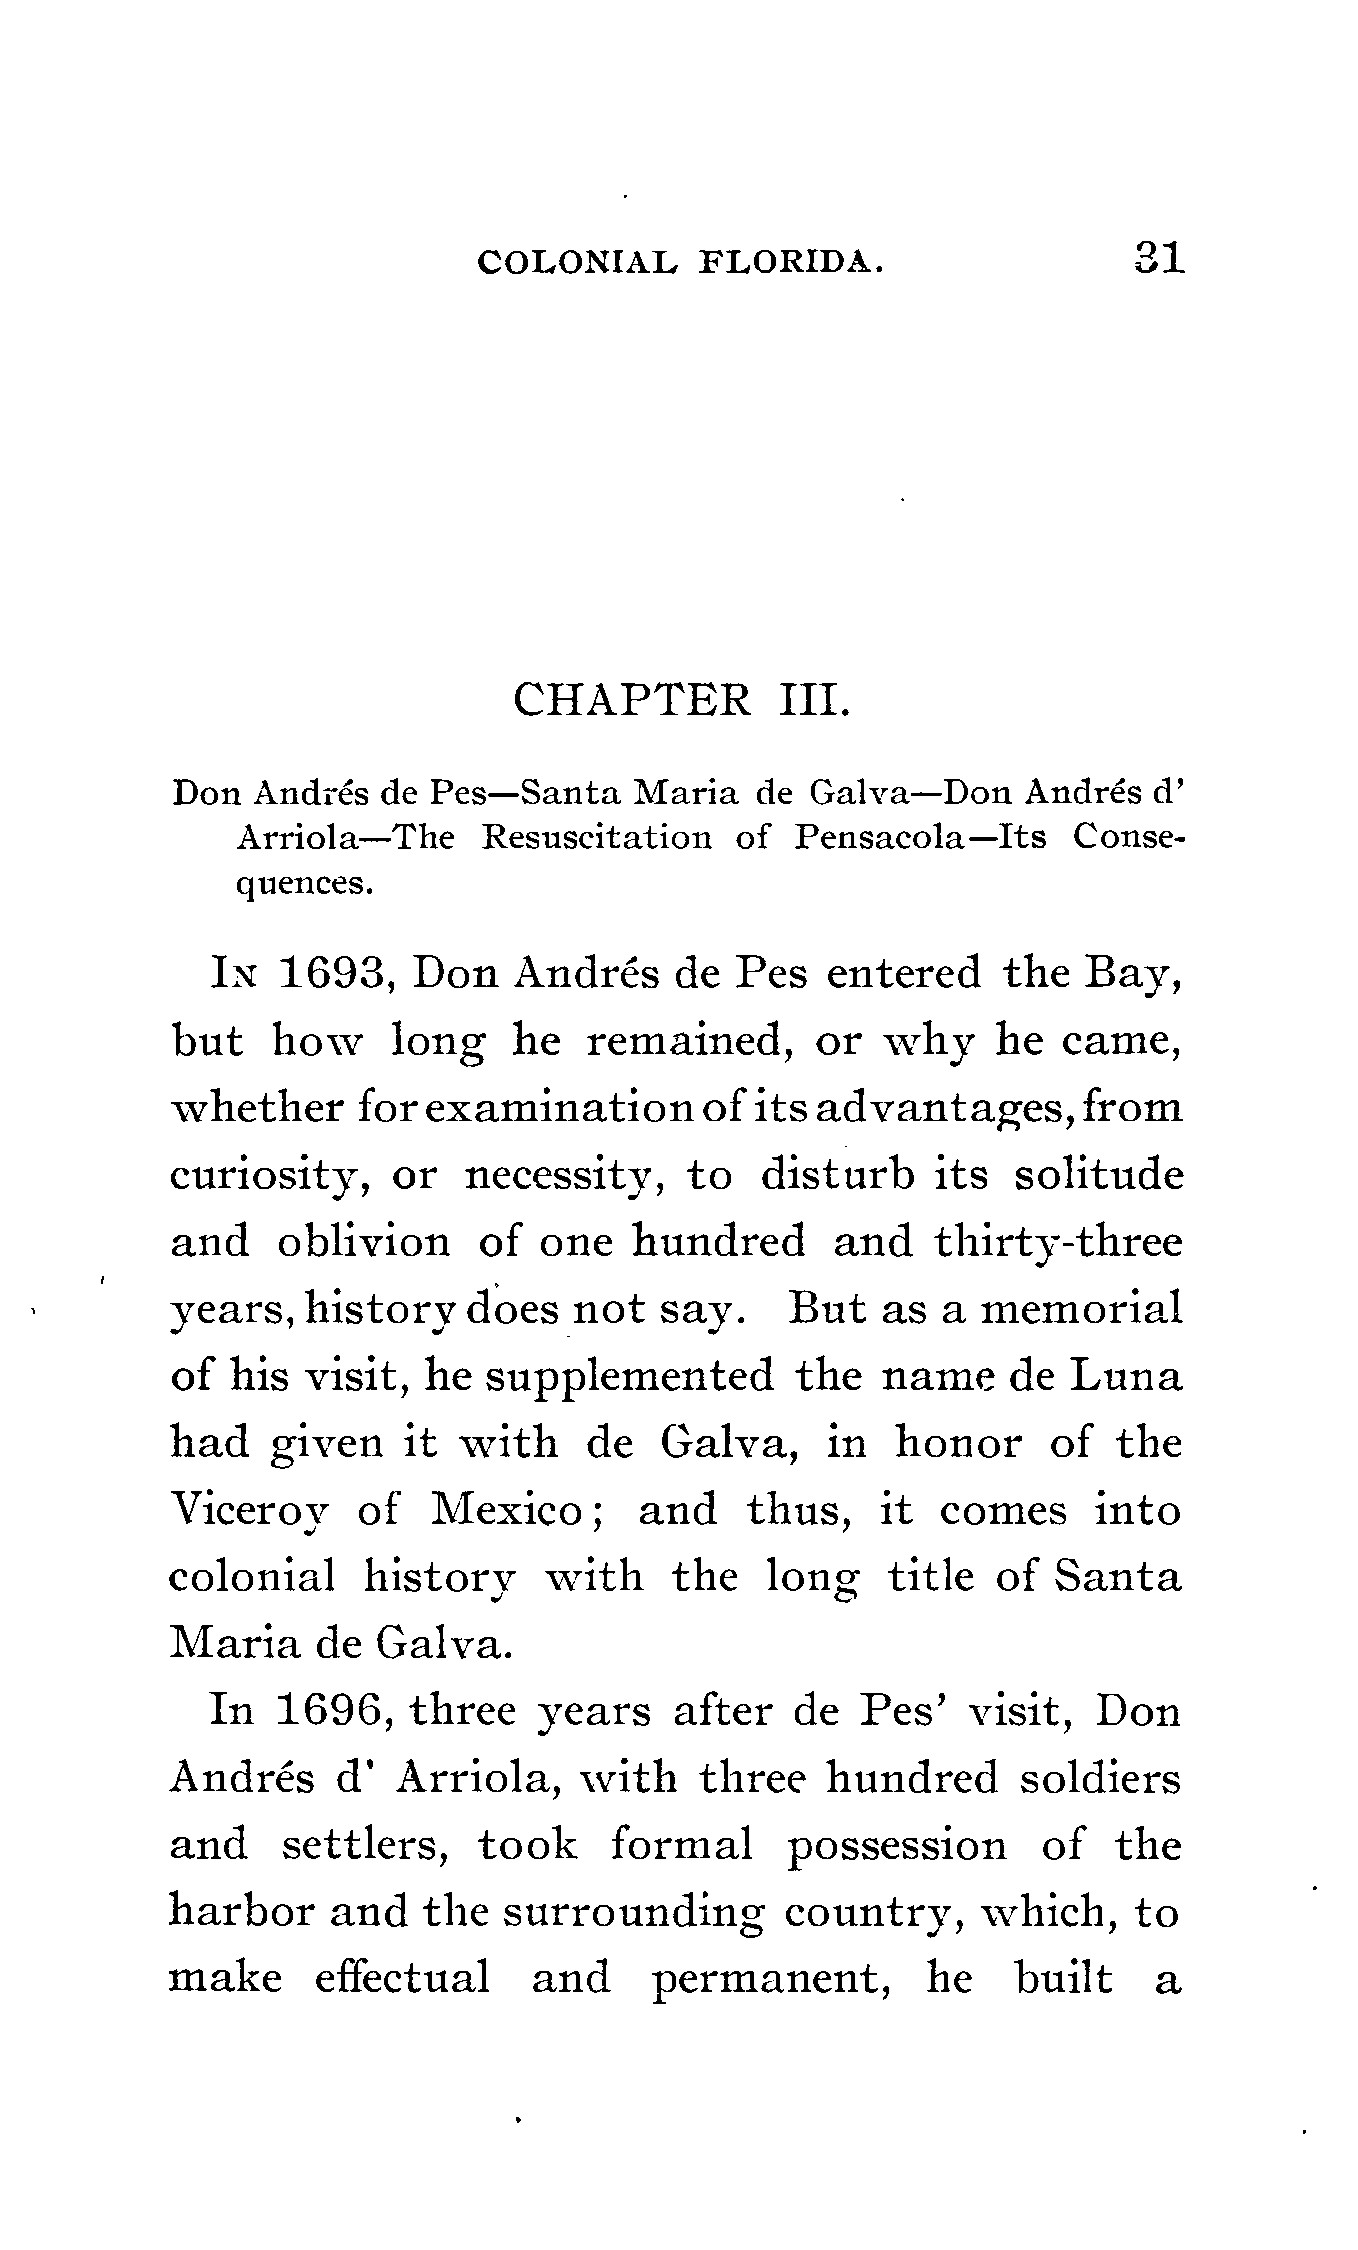 COLONIAL FLORIDA. 31
CHAPTER III.
Don Andrés de Pes—Santa Maria de Galva—Don Andrés d'
Arriola—The Resuscitation of Pensacola—Its Conse-
quences.
IN 1693, Don Andrés de Pes entered the Bay,
but how long he remained, or why he came,
whether for examination of its advantages, from
curiosity, or necessity, to disturb its solitude
and oblivion of one hundred and thirty-three
years, history does not say. But as a memorial
of his visit, he supplemented the name de Luna
had given it with de Galva, in honor of the
Viceroy of Mexico; and thus, it comes into
colonial history with the long title of Santa
Maria de Galva.
In 1696, three years after de Pes' visit, Don
Andrés d' Arriola, with three hundred soldiers
and settlers, took formal possession of the
harbor and the surrounding country, which, to
make effectual and permanent, he built a